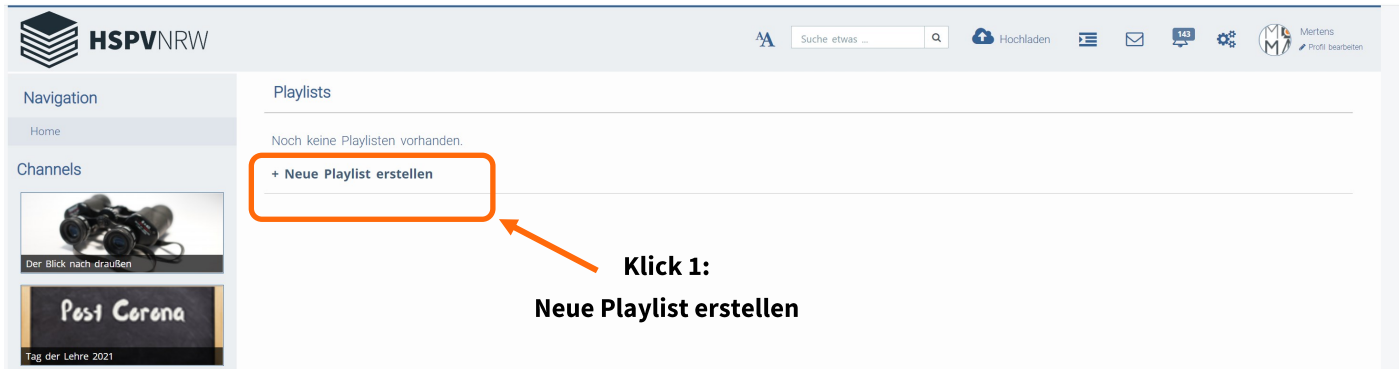 HSPVNRW
AA
Suche etwas ...
Hochladen
143
Mertens
Profil bearbeiten
Navigation
Home
Channels
Der Blick nach draußen
Post Corona
Tag der Lehre 2021
Playlists
Noch keine Playlisten vorhanden.
+ Neue Playlist erstellen
Klick 1:
Neue Playlist erstellen